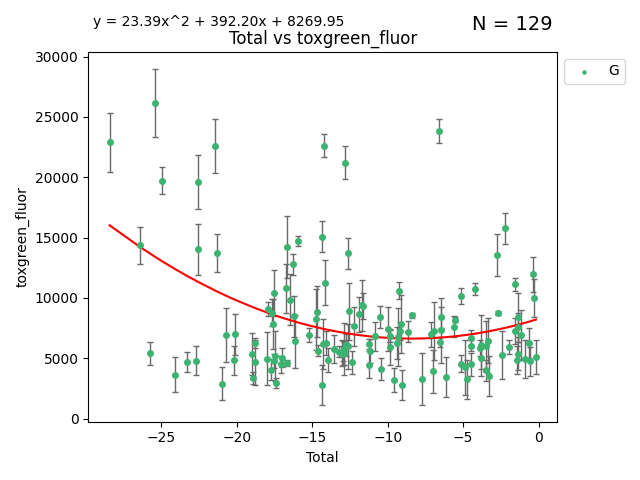 y = 23.39x^2 + 392.20x + 8269.95
N = 129
Total vs toxgreen_fluor
30000
25000
20000
15000
10000
5000
0
toxgreen_fluor
−25
−20
−15
−10
−5
0
Total
G